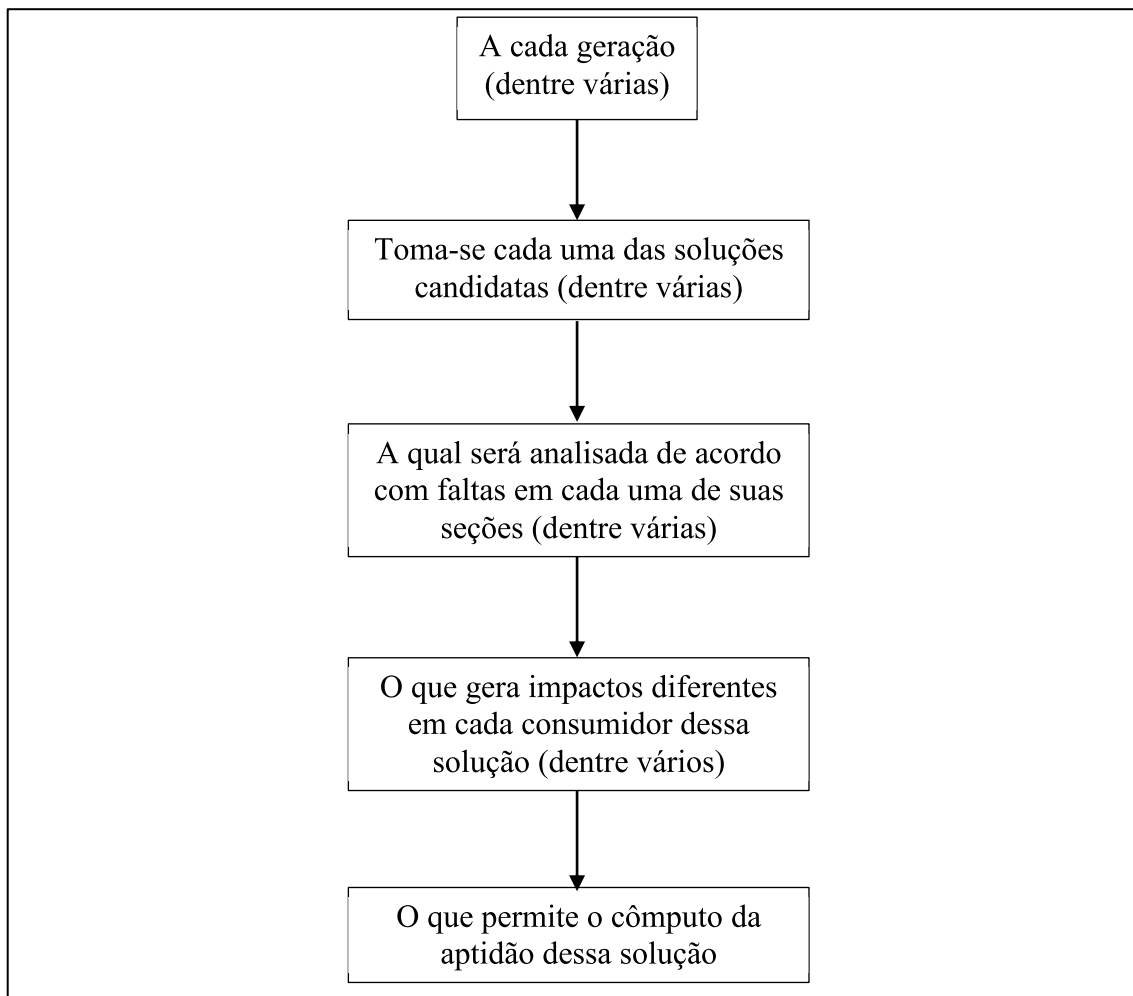 A cada geração
(dentre várias)
Toma-se cada uma das soluções
candidatas (dentre várias)
A qual será analisada de acordo
com faltas em cada uma de suas
seções (dentre várias)
O que gera impactos diferentes
em cada consumidor dessa
solução (dentre vários)
O que permite o cômputo da
aptidão dessa solução